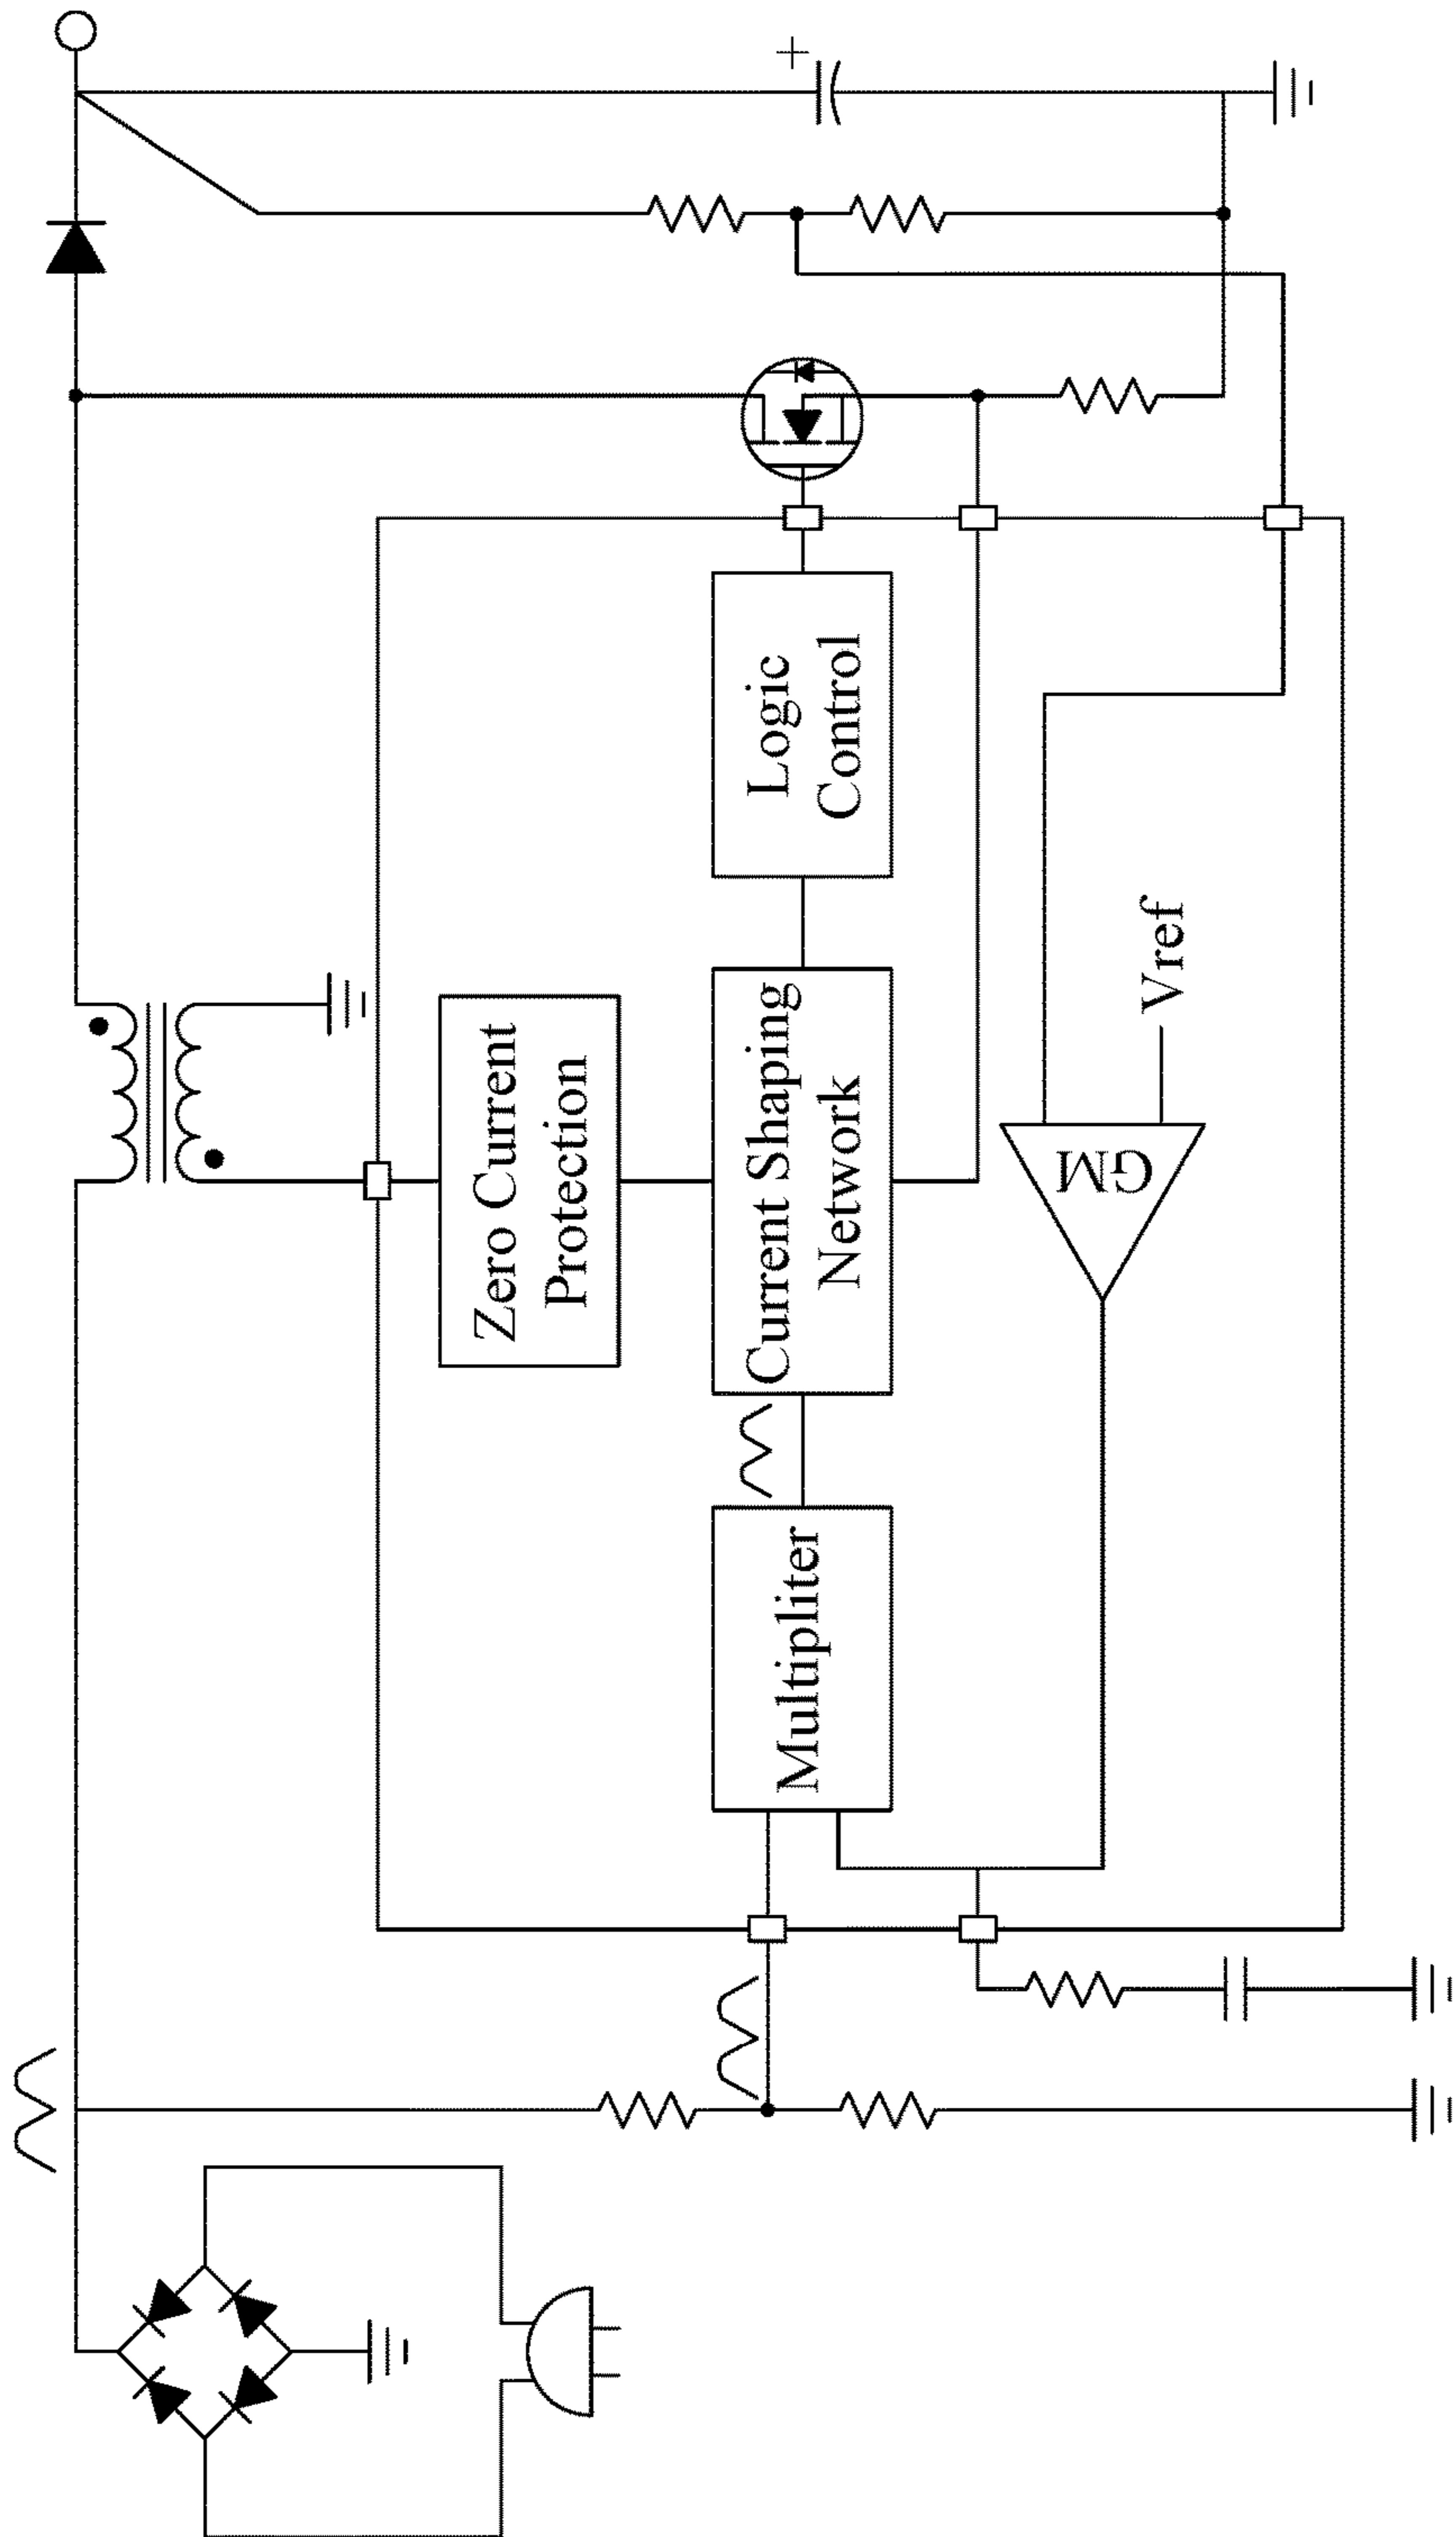 Zero Current
Protection
Multipliter
Current Shaping
Network
Logic
Control
GM
Vref